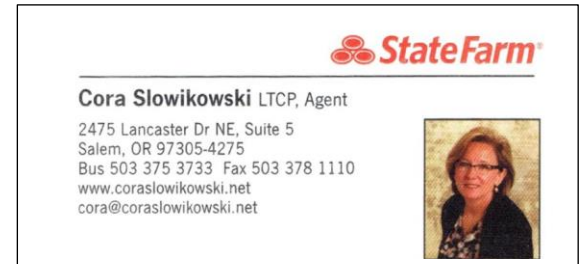 StateFarm
Cora Slowikowski LTCP, Agent
2475 Lancaster Dr NE, Suite 5
Salem, OR 97305-4275
Bus 503 375 3733 Fax 503 378 1110
www.coraslowikowski.net
cora@coraslowikowski.net